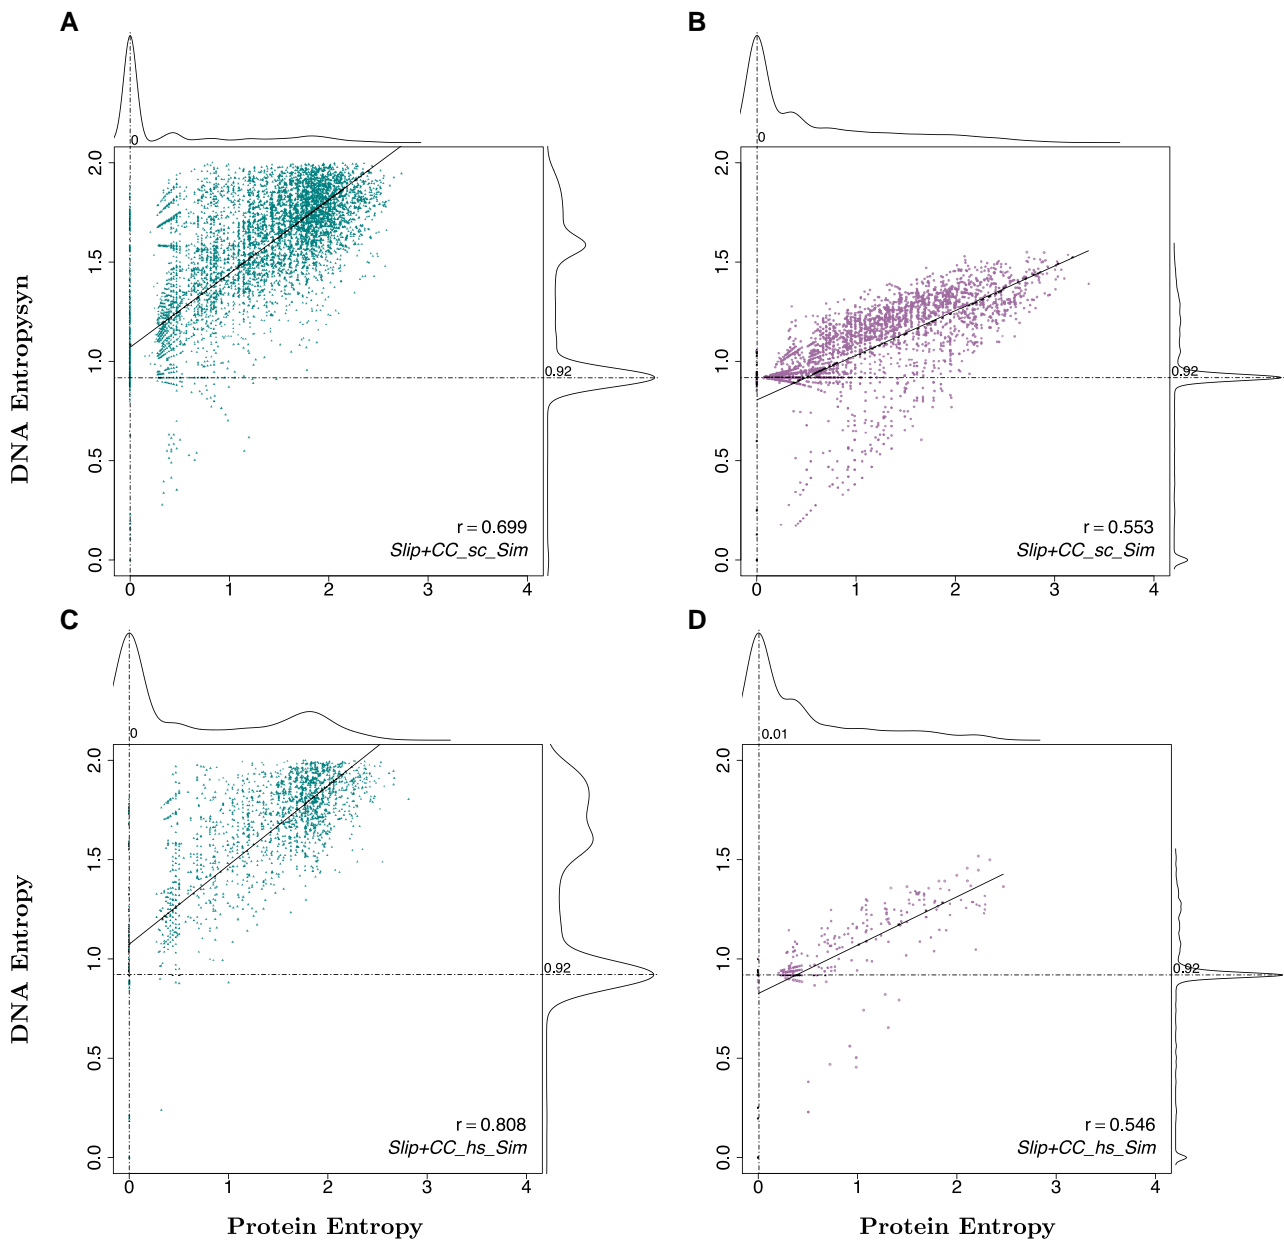 A
B
0
0
2.0
1.5
1.0
0.5
0.0
0.92
r = 0.699
Slip+CC_sc_Sim
0 1 2 3 4
DNA Entropysyn
2.0
1.5
1.0
0.5
0.0
0.92
r = 0.553
Slip+CC_sc_Sim
0 1 2 3 4
C
D
0
0.01
2.0
1.5
1.0
0.5
0.0
0.92
r = 0.808
Slip+CC_hs_Sim
0 1 2 3 4
DNA Entropy
Protein Entropy
2.0
1.5
1.0
0.5
0.0
0.92
r = 0.546
Slip+CC_hs_Sim
0 1 2 3 4
Protein Entropy